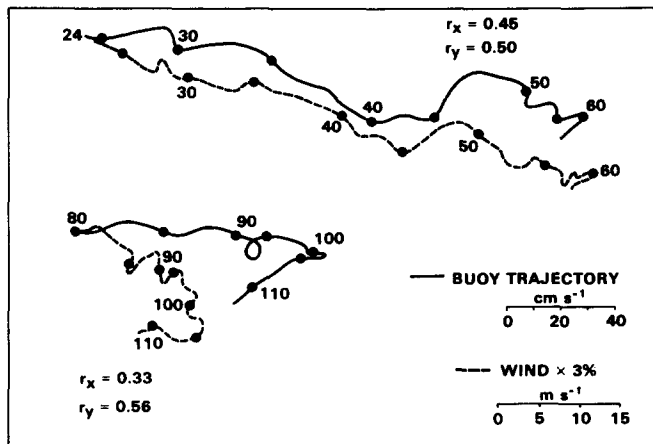 24
30
30
40
40
50
50
60
60
r_x = 0.45
r_y = 0.50
80
90
90
100
100
110
110
r_x = 0.33
r_y = 0.56
BUOY TRAJECTORY
cm s⁻¹
0 20 40
WIND × 3%
m s⁻¹
0 5 10 15